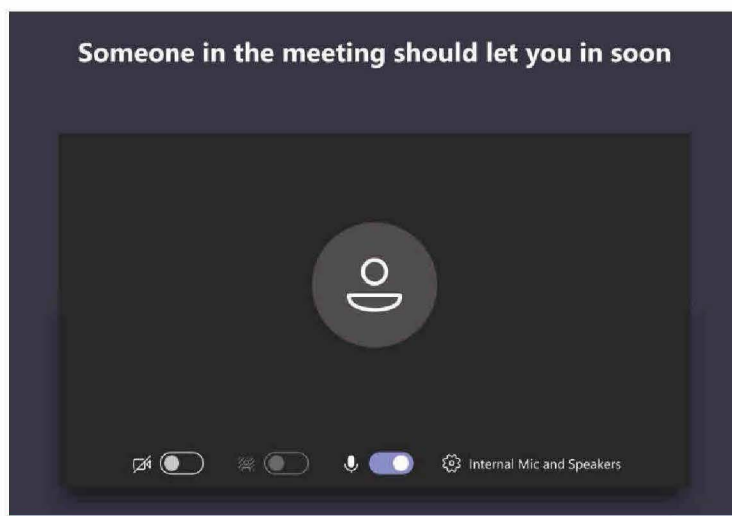 Someone in the meeting should let you in soon
Internal Mic and Speakers